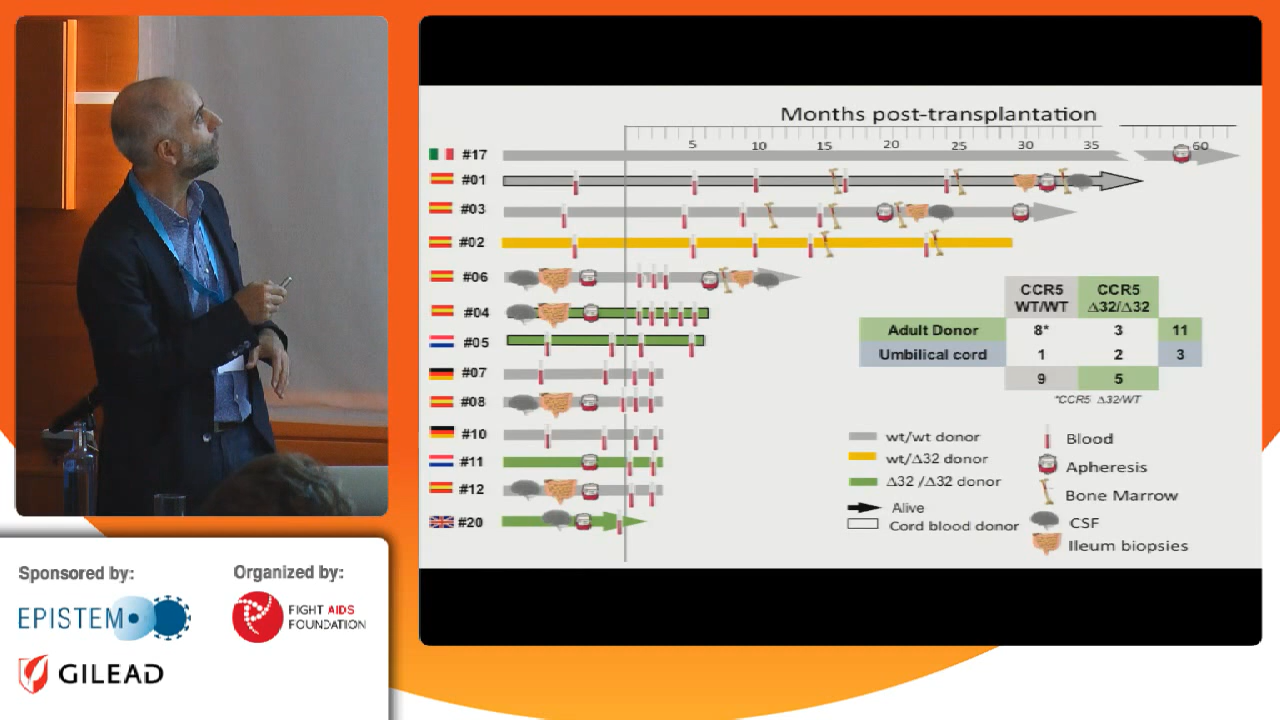 Months post-transplantation
5 10 15 20 25 30 35 60
#17
#01
#03
#02
#06
#04
#05
#07
#08
#10
#11
#12
#20
CCR5 WT/WT
CCR5 Δ32/Δ32
Adult Donor 8* 3 11
Umbilical cord 1 2 3
9 5
*CCR5 Δ32/WT
wt/wt donor
wt/Δ32 donor
Δ32 /Δ32 donor
Alive
Cord blood donor
Blood
Apheresis
Bone Marrow
CSF
Ileum biopsies
Sponsored by:
EPISTEM
GILEAD
Organized by:
FIGHT AIDS
FOUNDATION